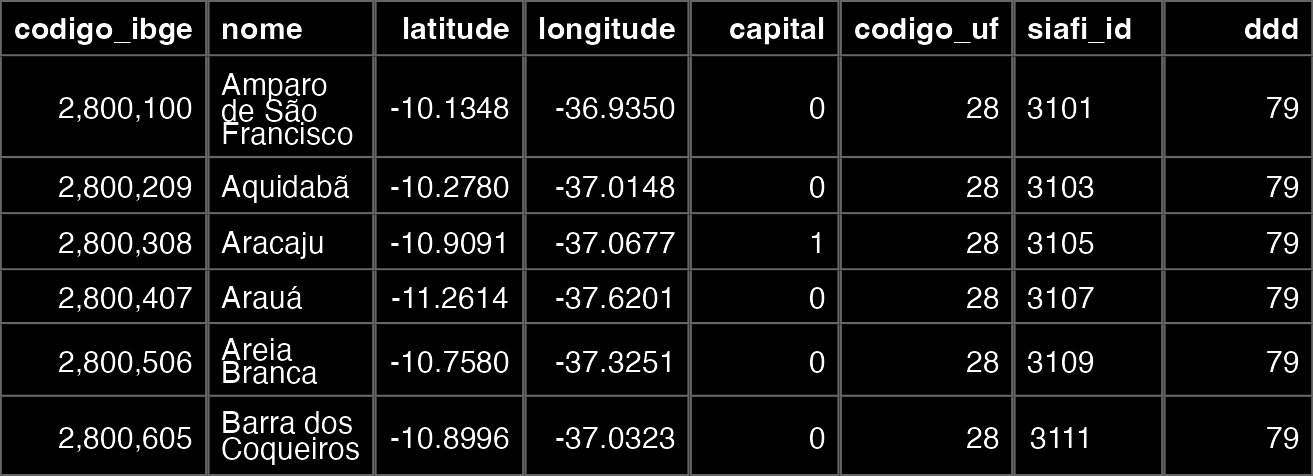 codigo_ibge nome latitude longitude capital codigo_uf siafi_id ddd
2,800,100 Amparo de São Francisco -10.1348 -36.9350 0 28 3101 79
2,800,209 Aquidabã -10.2780 -37.0148 0 28 3103 79
2,800,308 Aracaju -10.9091 -37.0677 1 28 3105 79
2,800,407 Arauá -11.2614 -37.6201 0 28 3107 79
2,800,506 Areia Branca -10.7580 -37.3251 0 28 3109 79
2,800,605 Barra dos Coqueiros -10.8996 -37.0323 0 28 3111 79